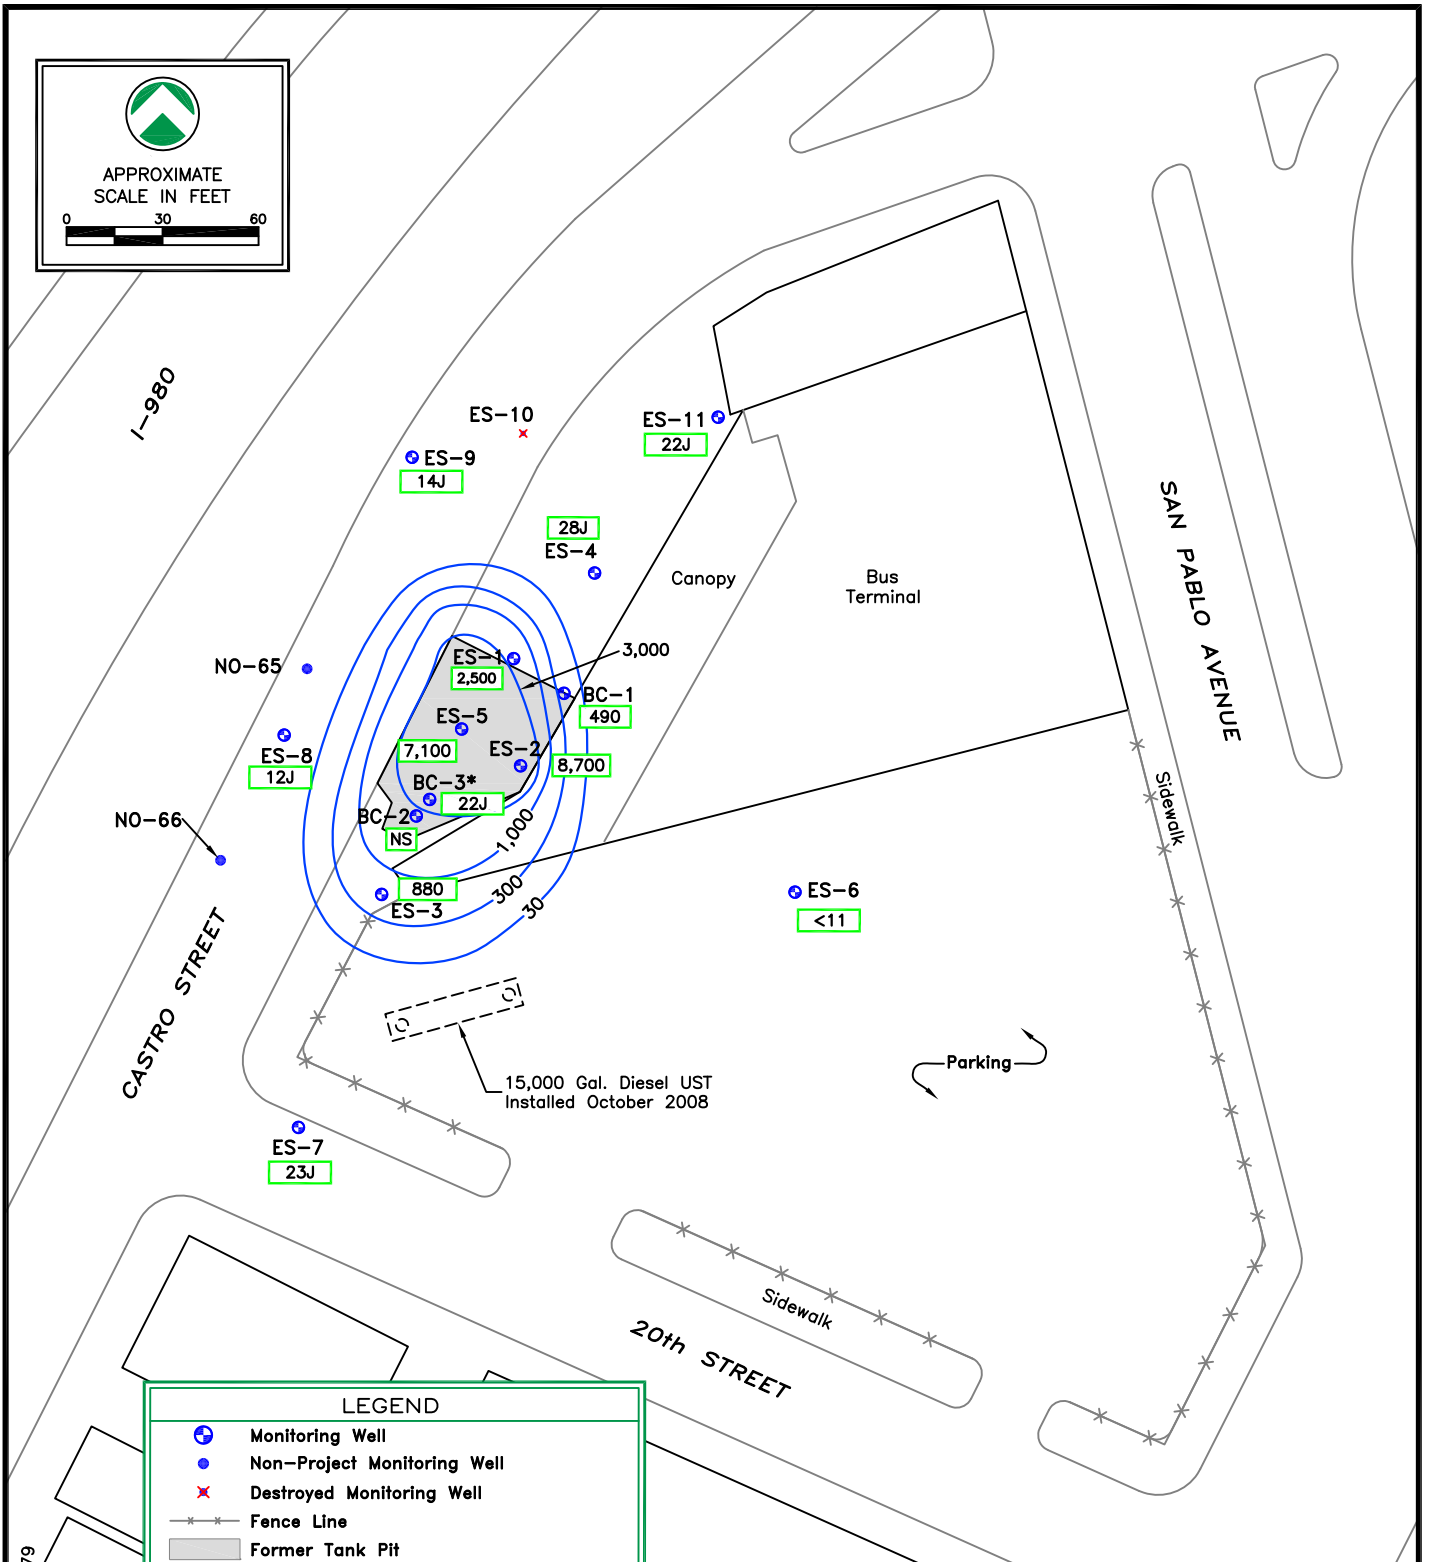 APPROXIMATE
SCALE IN FEET
0 30 60
I-980
ES-10
ES-11
22J
ES-9
14J
28J
ES-4
Canopy
Bus
Terminal
SAN PABLO AVENUE
NO-65
ES-1
2,500
3,000
BC-1
490
ES-5
7,100
ES-2
8,700
ES-8
12J
BC-3*
22J
BC-2
NS
NO-66
1,000
300
30
880
ES-3
ES-6
<11
Sidewalk
CASTRO STREET
15,000 Gal. Diesel UST
Installed October 2008
Parking
ES-7
23J
Sidewalk
20th STREET
LEGEND
Monitoring Well
Non-Project Monitoring Well
Destroyed Monitoring Well
Fence Line
Former Tank Pit
79